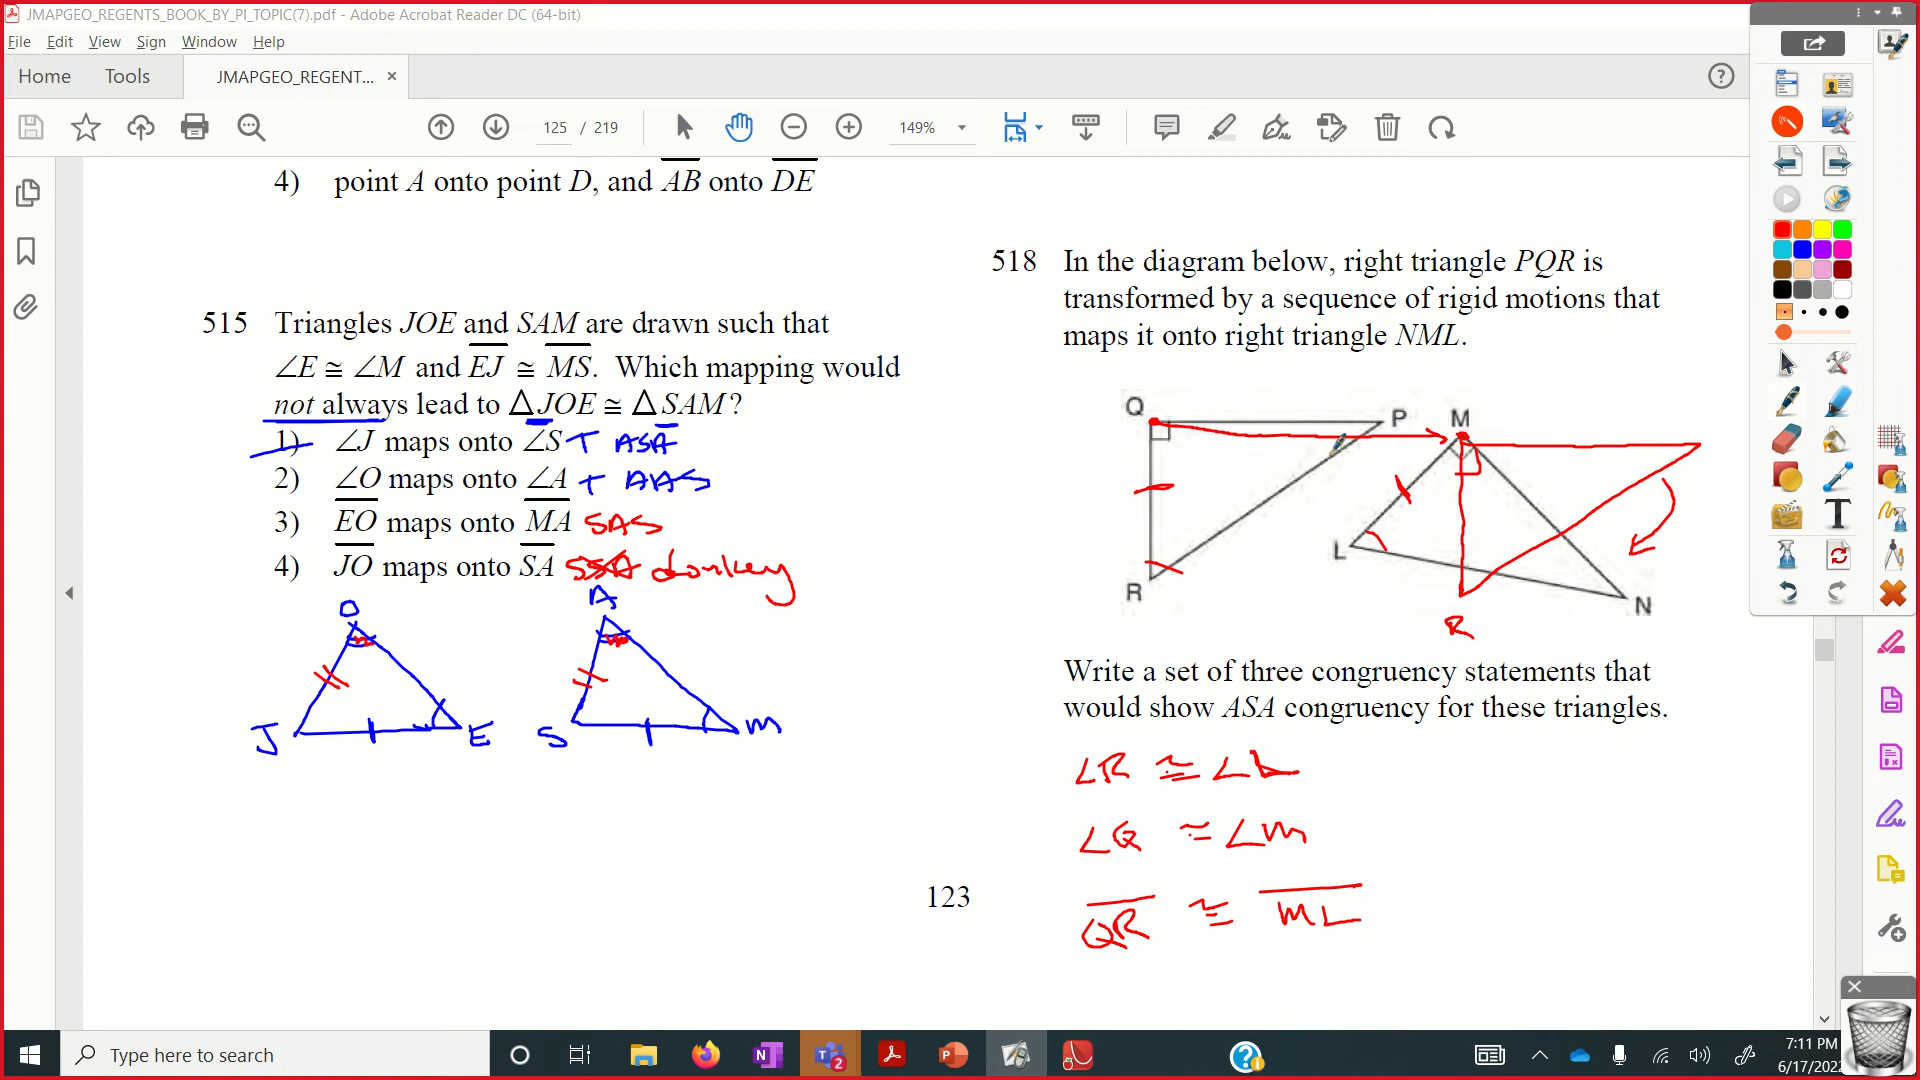 JMAPGEO_REGENTS_BOOK_BY_PI_TOPIC(7).pdf - Adobe Acrobat Reader DC (64-bit)
File Edit View Sign Window Help
Home Tools JMAPGEO_REGENT... ×
125 / 219 149%
4) point A onto point D, and AB onto DE
515 Triangles JOE and SAM are drawn such that
∠E ≅ ∠M and EJ ≅ MS. Which mapping would
not always lead to △JOE ≅ △SAM?
1) ∠J maps onto ∠S T ASA
2) ∠O maps onto ∠A T AAS
3) EO maps onto MA SAS
4) JO maps onto SA SSA donkey
O
J E
A
S M
123
518 In the diagram below, right triangle PQR is
transformed by a sequence of rigid motions that
maps it onto right triangle NML.
Q P M
L
R N
R
Write a set of three congruency statements that
would show ASA congruency for these triangles.
∠R ≅ ∠L
∠Q ≅ ∠M
QR ≅ ML
T
Type here to search
7:11 PM
6/17/202